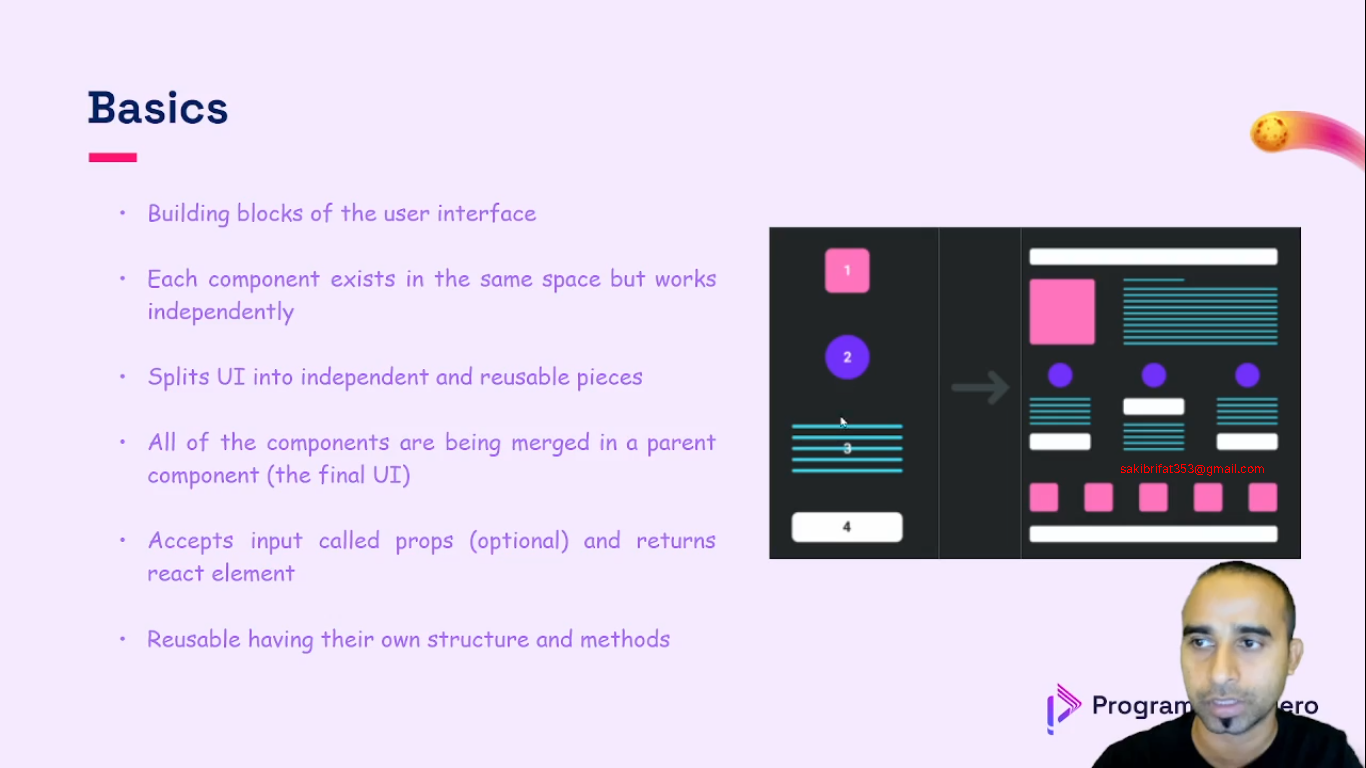 Basics
• Building blocks of the user interface
• Each component exists in the same space but works
independently
• Splits UI into independent and reusable pieces
• All of the components are being merged in a parent
component (the final UI)
• Accepts input called props (optional) and returns
react element
• Reusable having their own structure and methods
1
2
3
4
sakibrifat353@gmail.com